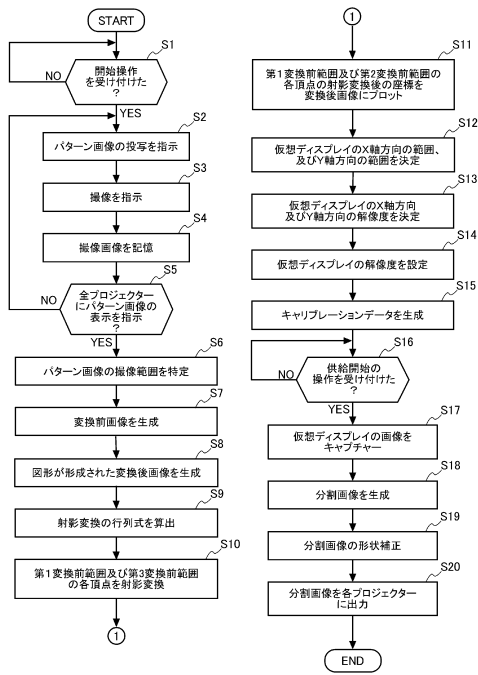 START
S1
開始操作
を受け付けた
?
NO
YES
S2
パターン画像の投写を指示
S3
撮像を指示
S4
撮像画像を記憶
S5
全プロジェクター
にパターン画像の
表示を指示
?
NO
YES
S6
パターン画像の撮像範囲を特定
S7
変換前画像を生成
S8
図形が形成された変換後画像を生成
S9
射影変換の行列式を算出
S10
第1変換前範囲及び第3変換前範囲
の各頂点を射影変換
1
1
S11
第1変換前範囲及び第2変換前範囲の
各頂点の射影変換後の座標を
変換後画像にプロット
S12
仮想ディスプレイのX軸方向の範囲、
及びY軸方向の範囲を決定
S13
仮想ディスプレイのX軸方向
及びY軸方向の解像度を決定
S14
仮想ディスプレイの解像度を設定
S15
キャリブレーションデータを生成
S16
供給開始の
操作を受け付けた
?
NO
YES
S17
仮想ディスプレイの画像を
キャプチャー
S18
分割画像を生成
S19
分割画像の形状補正
S20
分割画像を各プロジェクター
に出力
END